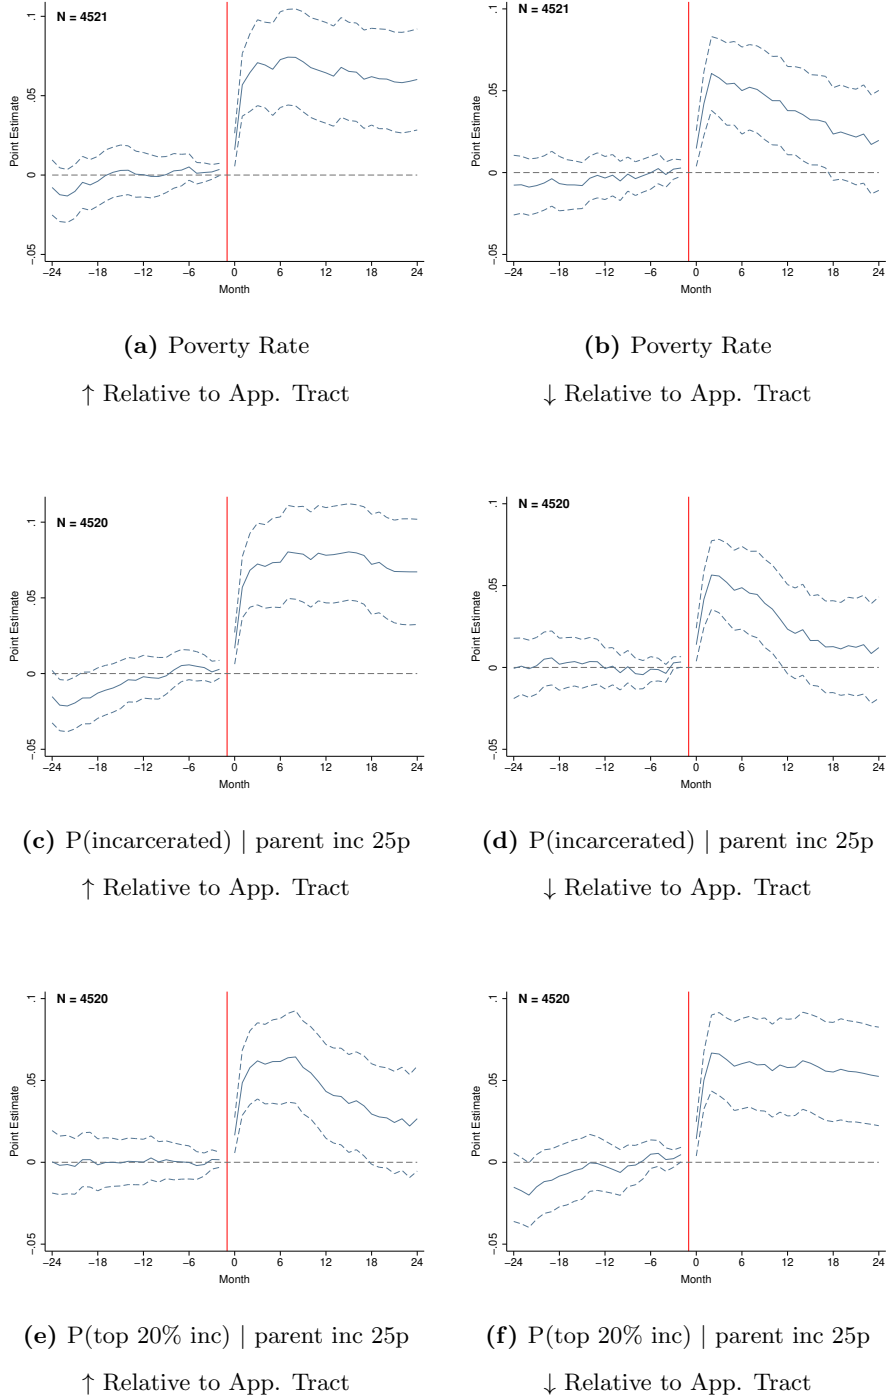 N = 4521
Point Estimate
.1
.05
0
-.05
−24 −18 −12 −6 0 6 12 18 24
Month
(a) Poverty Rate
↑ Relative to App. Tract
N = 4521
Point Estimate
.1
.05
0
-.05
−24 −18 −12 −6 0 6 12 18 24
Month
(b) Poverty Rate
↓ Relative to App. Tract
N = 4520
Point Estimate
.1
.05
0
-.05
−24 −18 −12 −6 0 6 12 18 24
Month
(c) P(incarcerated) | parent inc 25p
↑ Relative to App. Tract
N = 4520
Point Estimate
.1
.05
0
-.05
−24 −18 −12 −6 0 6 12 18 24
Month
(d) P(incarcerated) | parent inc 25p
↓ Relative to App. Tract
N = 4520
Point Estimate
.1
.05
0
-.05
−24 −18 −12 −6 0 6 12 18 24
Month
(e) P(top 20% inc) | parent inc 25p
↑ Relative to App. Tract
N = 4520
Point Estimate
.1
.05
0
-.05
−24 −18 −12 −6 0 6 12 18 24
Month
(f) P(top 20% inc) | parent inc 25p
↓ Relative to App. Tract